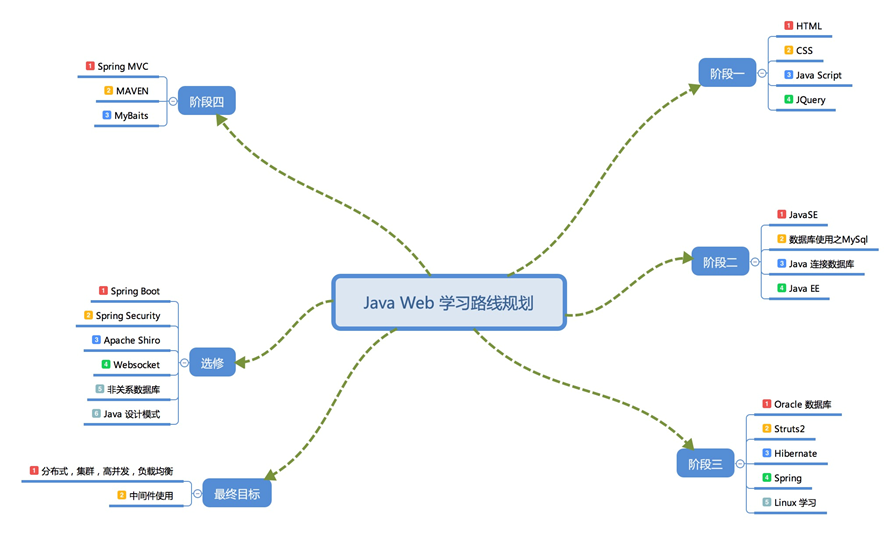 Java Web 学习路线规划
阶段一
1 HTML
2 CSS
3 Java Script
4 JQuery
阶段二
1 JavaSE
2 数据库使用之MySql
3 Java 连接数据库
4 Java EE
阶段三
1 Oracle 数据库
2 Struts2
3 Hibernate
4 Spring
5 Linux 学习
阶段四
1 Spring MVC
2 MAVEN
3 MyBaits
选修
1 Spring Boot
2 Spring Security
3 Apache Shiro
4 Websocket
5 非关系数据库
6 Java 设计模式
最终目标
1 分布式，集群，高并发，负载均衡
2 中间件使用